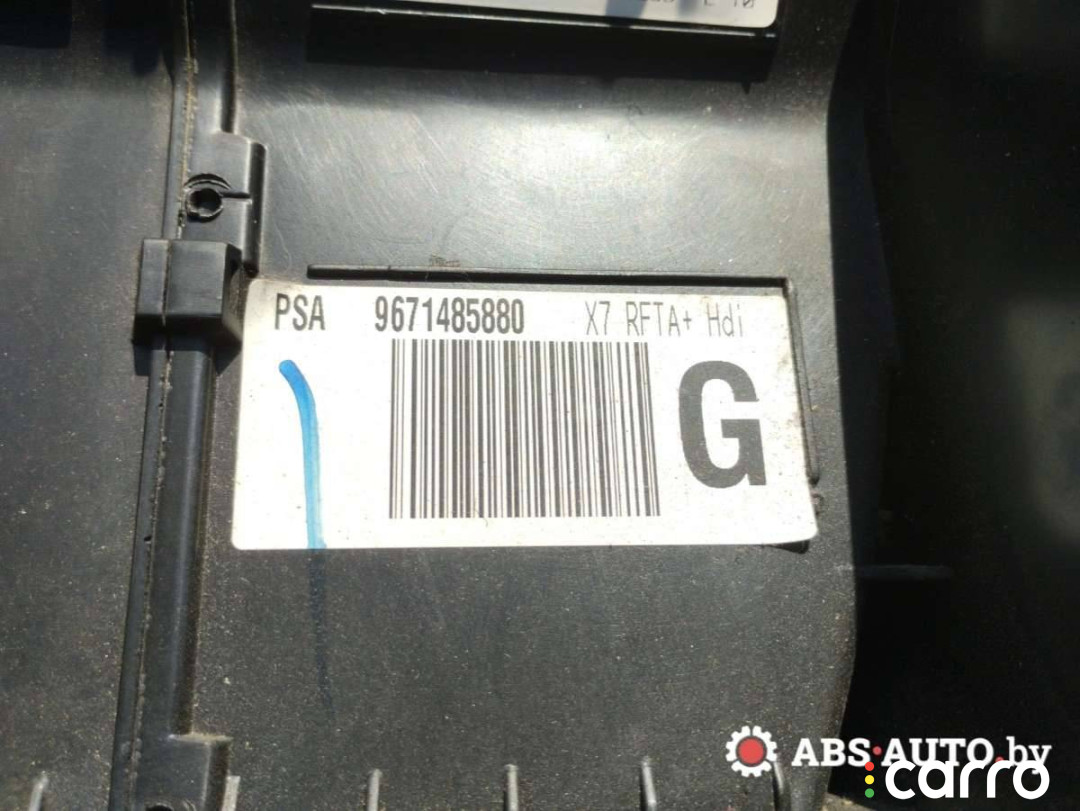 PSA 9671485880 X7 RFTA+ Hdi
G
ABS-AUTO.by
carro